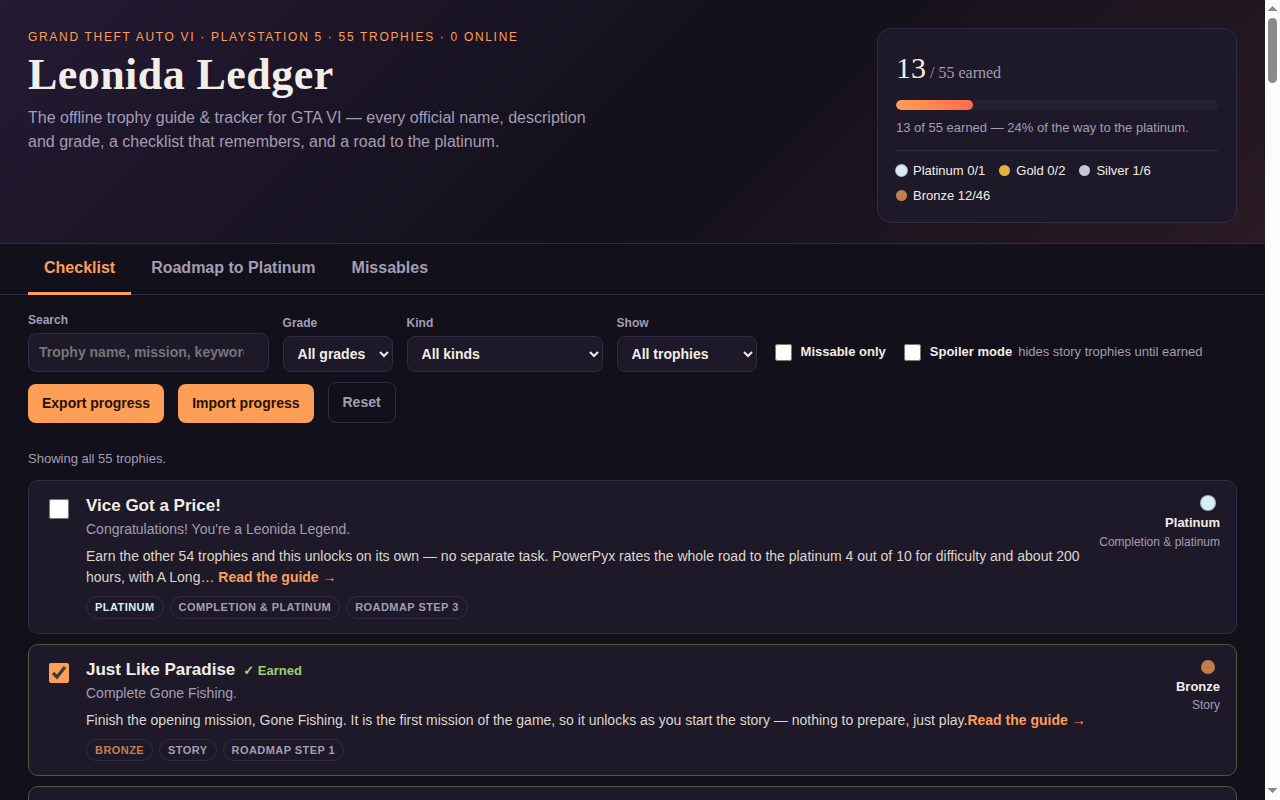 GRAND THEFT AUTO VI · PLAYSTATION 5 · 55 TROPHIES · 0 ONLINE
Leonida Ledger
The offline trophy guide & tracker for GTA VI — every official name, description
and grade, a checklist that remembers, and a road to the platinum.
13 / 55 earned
13 of 55 earned — 24% of the way to the platinum.
Platinum 0/1 Gold 0/2 Silver 1/6
Bronze 12/46
Checklist Roadmap to Platinum Missables
Search Grade Kind Show
Trophy name, mission, keywor All grades All kinds All trophies Missable only Spoiler mode hides story trophies until earned
Export progress Import progress Reset
Showing all 55 trophies.
Vice Got a Price!
Congratulations! You're a Leonida Legend.
Earn the other 54 trophies and this unlocks on its own — no separate task. PowerPyx rates the whole road to the platinum 4 out of 10 for difficulty and about 200
hours, with A Long… Read the guide →
PLATINUM COMPLETION & PLATINUM ROADMAP STEP 3
Platinum
Completion & platinum
Just Like Paradise ✓ Earned
Complete Gone Fishing.
Finish the opening mission, Gone Fishing. It is the first mission of the game, so it unlocks as you start the story — nothing to prepare, just play.Read the guide →
BRONZE STORY ROADMAP STEP 1
Bronze
Story